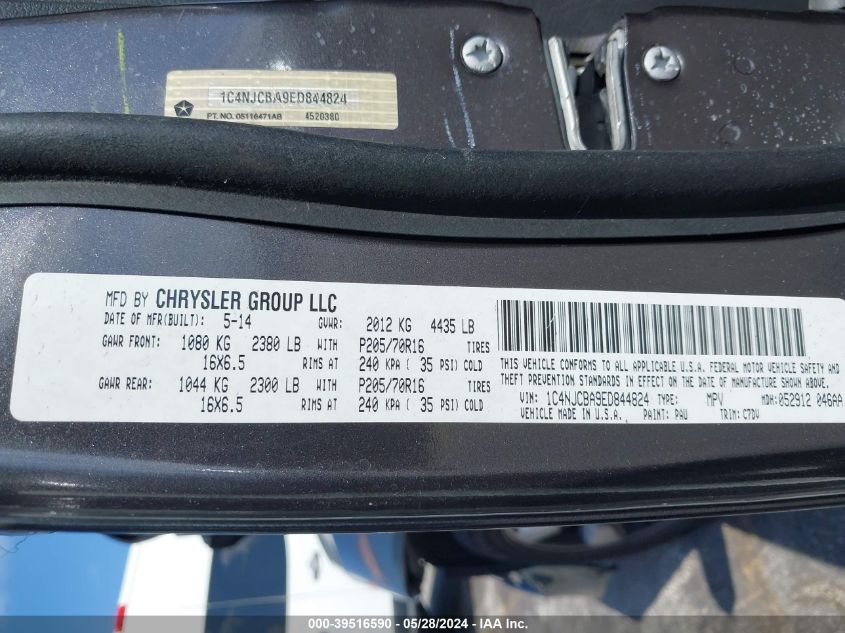 1C4NJCBA9ED844824
PT. NO. 05116471AB 4520380
MFD BY CHRYSLER GROUP LLC
DATE OF MFR(BUILT): 5-14 GVWR: 2012 KG 4435 LB
GAWR FRONT: 1080 KG 2380 LB WITH P205/70R16 TIRES
16X6.5 RIMS AT 240 KPA ( 35 PSI) COLD
GAWR REAR: 1044 KG 2300 LB WITH P205/70R16 TIRES
16X6.5 RIMS AT 240 KPA ( 35 PSI) COLD
THIS VEHICLE CONFORMS TO ALL APPLICABLE U.S.A. FEDERAL MOTOR VEHICLE SAFETY AND
THEFT PREVENTION STANDARDS IN EFFECT ON THE DATE OF MANUFACTURE SHOWN ABOVE.
VIN: 1C4NJCBA9ED844824 TYPE: MPV MDH: 052912 046AA
VEHICLE MADE IN U.S.A. PAINT: PAU TRIM: C7DV
000-39516590 - 05/28/2024 - IAA Inc.